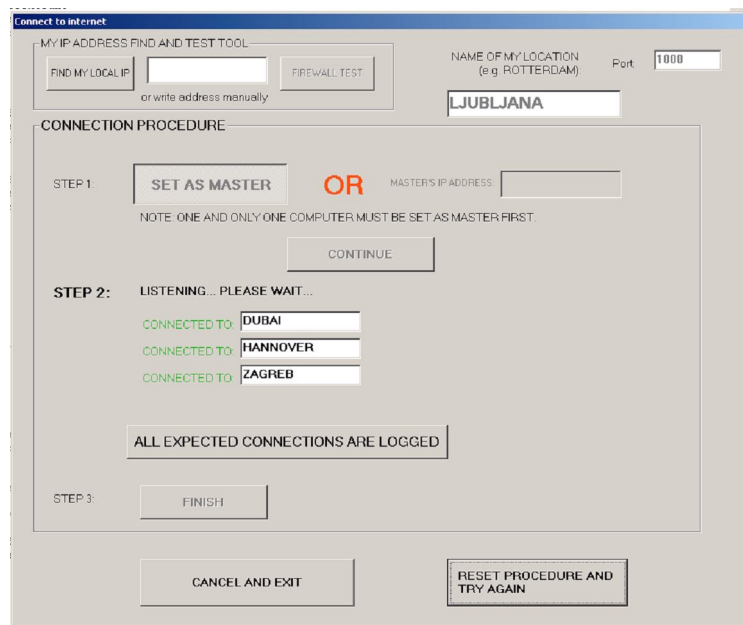 Connect to internet
MY IP ADDRESS FIND AND TEST TOOL
FIND MY LOCAL IP
FIREWALL TEST
or write address manually
NAME OF MY LOCATION
(e.g. ROTTERDAM):
Port
1000
LJUBLJANA
CONNECTION PROCEDURE
STEP 1:
SET AS MASTER
OR
MASTER'S IP ADDRESS:
NOTE: ONE AND ONLY ONE COMPUTER MUST BE SET AS MASTER FIRST.
CONTINUE
STEP 2:
LISTENING... PLEASE WAIT...
CONNECTED TO: DUBAI
CONNECTED TO: HANNOVER
CONNECTED TO: ZAGREB
ALL EXPECTED CONNECTIONS ARE LOGGED
STEP 3:
FINISH
CANCEL AND EXIT
RESET PROCEDURE AND
TRY AGAIN